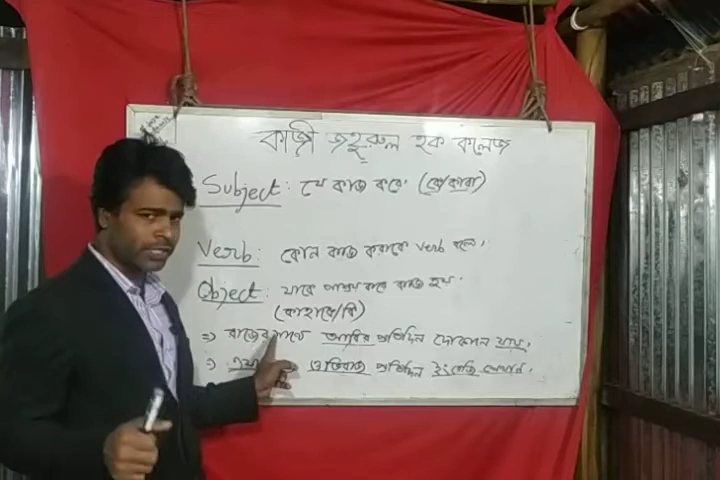 কাজী জহুরুল হক কলেজ
Subject: যে কাজ করে (কে/কারা)
Verb: কোন কাজ করাকে verb বলে।
Object: যাকে আশ্রয় করে কাজ হয়।
(কাহাকে/কি)
⇒ সাথে আবির প্রতিদিন দোকানে যায়।
প্রতিদিন ইংরেজি